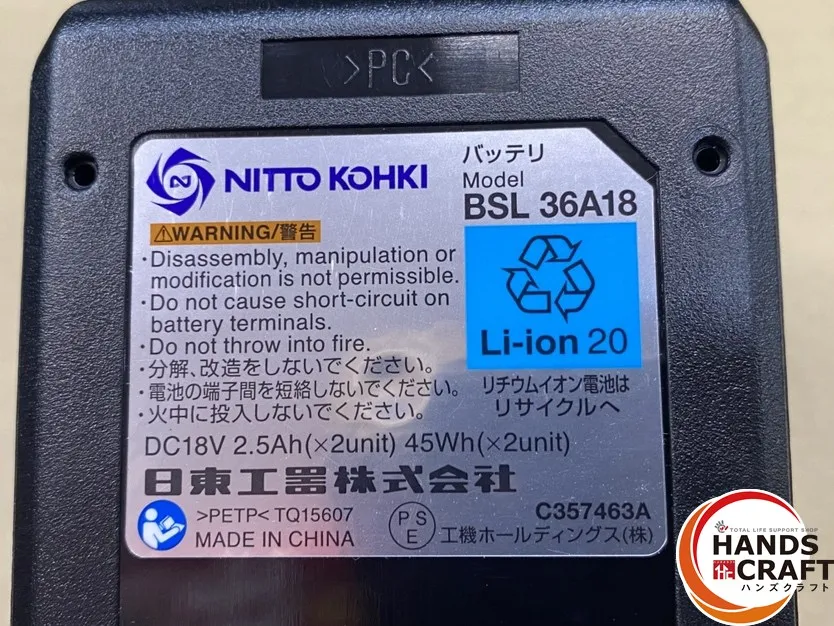 >PC<
NITTO KOHKI
バッテリ
Model
BSL 36A18
⚠WARNING/警告
・Disassembly, manipulation or
modification is not permissible.
・Do not cause short-circuit on
battery terminals.
・Do not throw into fire.
・分解、改造をしないでください。
・電池の端子間を短絡しないでください。
・火中に投入しないでください。
Li-ion 20
リチウムイオン電池は
リサイクルへ
DC18V 2.5Ah(×2unit) 45Wh(×2unit)
日東工器株式会社
>PETP< TQ15607
MADE IN CHINA
PS
E
C357463A
工機ホールディングス(株)
TOTAL LIFE SUPPORT SHOP
HANDS
CRAFT
ハンズクラフト